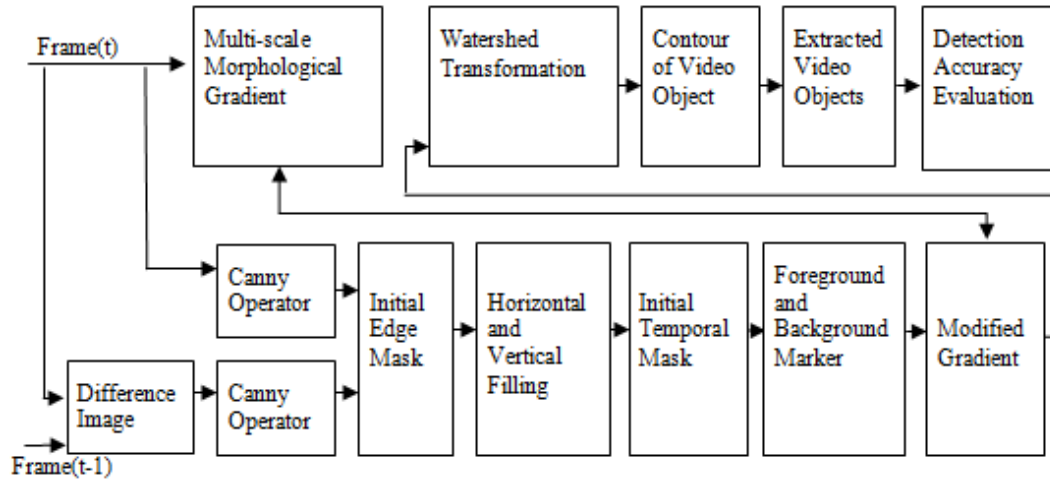 Frame(t)
Multi-scale
Morphological
Gradient
Watershed
Transformation
Contour
of Video
Object
Extracted
Video
Objects
Detection
Accuracy
Evaluation
Canny
Operator
Initial
Edge
Mask
Horizontal
and
Vertical
Filling
Initial
Temporal
Mask
Foreground
and
Background
Marker
Modified
Gradient
Difference
Image
Canny
Operator
Frame(t-1)